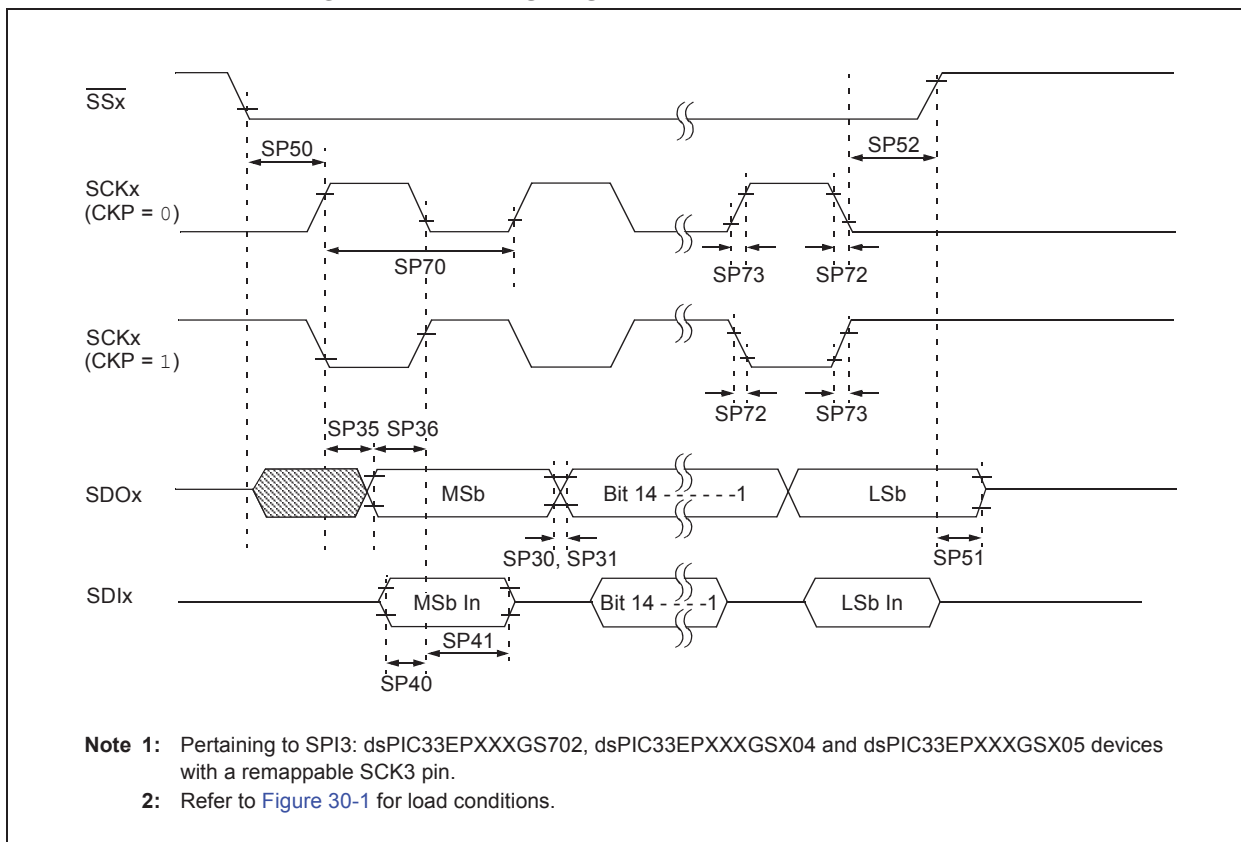 SSx
SP50
SP52
SCKx
(CKP = 0)
SP70
SP73
SP72
SCKx
(CKP = 1)
SP72
SP73
SP35
SP36
SDOx
MSb
Bit 14 - - - - - -1
LSb
SP30, SP31
SP51
SDIx
MSb In
Bit 14 - - - -1
LSb In
SP41
SP40
Note 1: Pertaining to SPI3: dsPIC33EPXXXGS702, dsPIC33EPXXXGSX04 and dsPIC33EPXXXGSX05 devices
with a remappable SCK3 pin.
2: Refer to Figure 30-1 for load conditions.